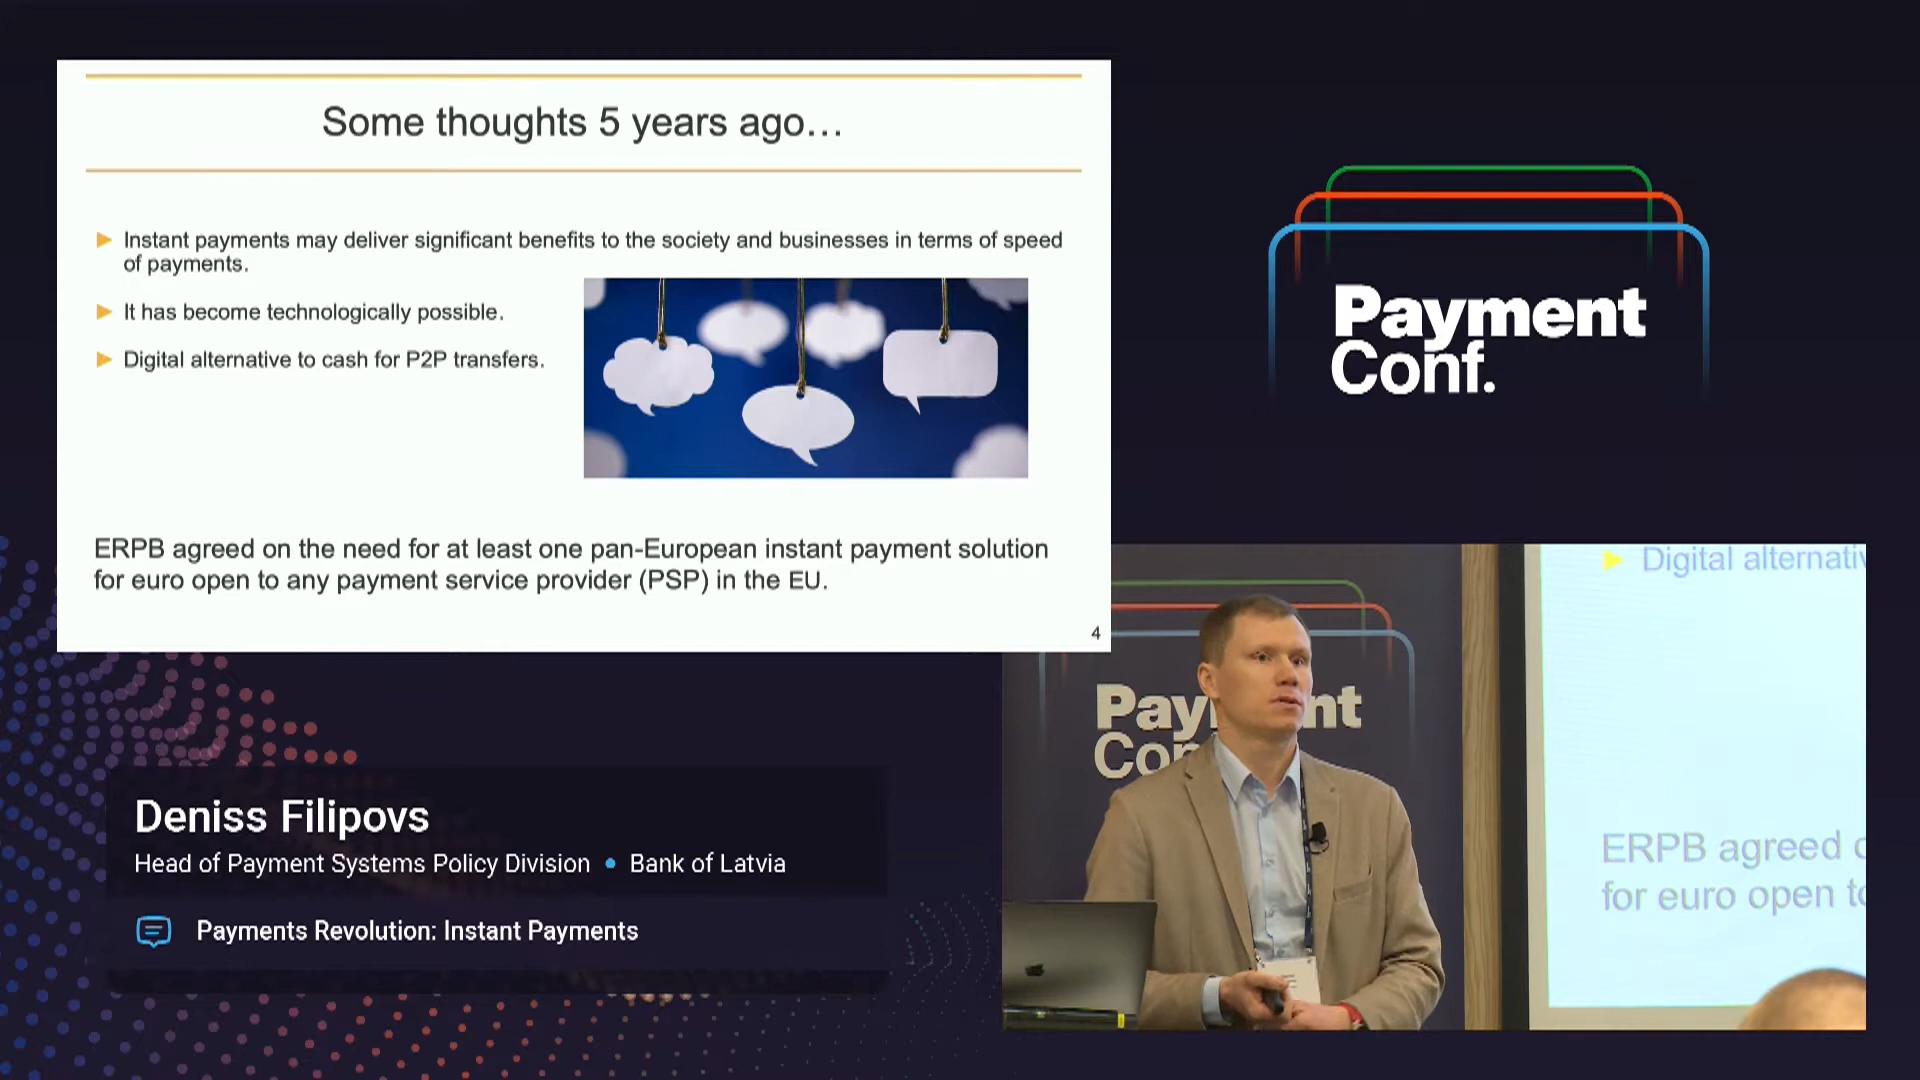 Some thoughts 5 years ago…
Instant payments may deliver significant benefits to the society and businesses in terms of speed
of payments.
It has become technologically possible.
Digital alternative to cash for P2P transfers.
ERPB agreed on the need for at least one pan-European instant payment solution
for euro open to any payment service provider (PSP) in the EU.
4
Payment
Conf.
Digital alternativ
ERPB agreed
for euro open to
Pay nt
Con
Deniss Filipovs
Head of Payment Systems Policy Division • Bank of Latvia
Payments Revolution: Instant Payments